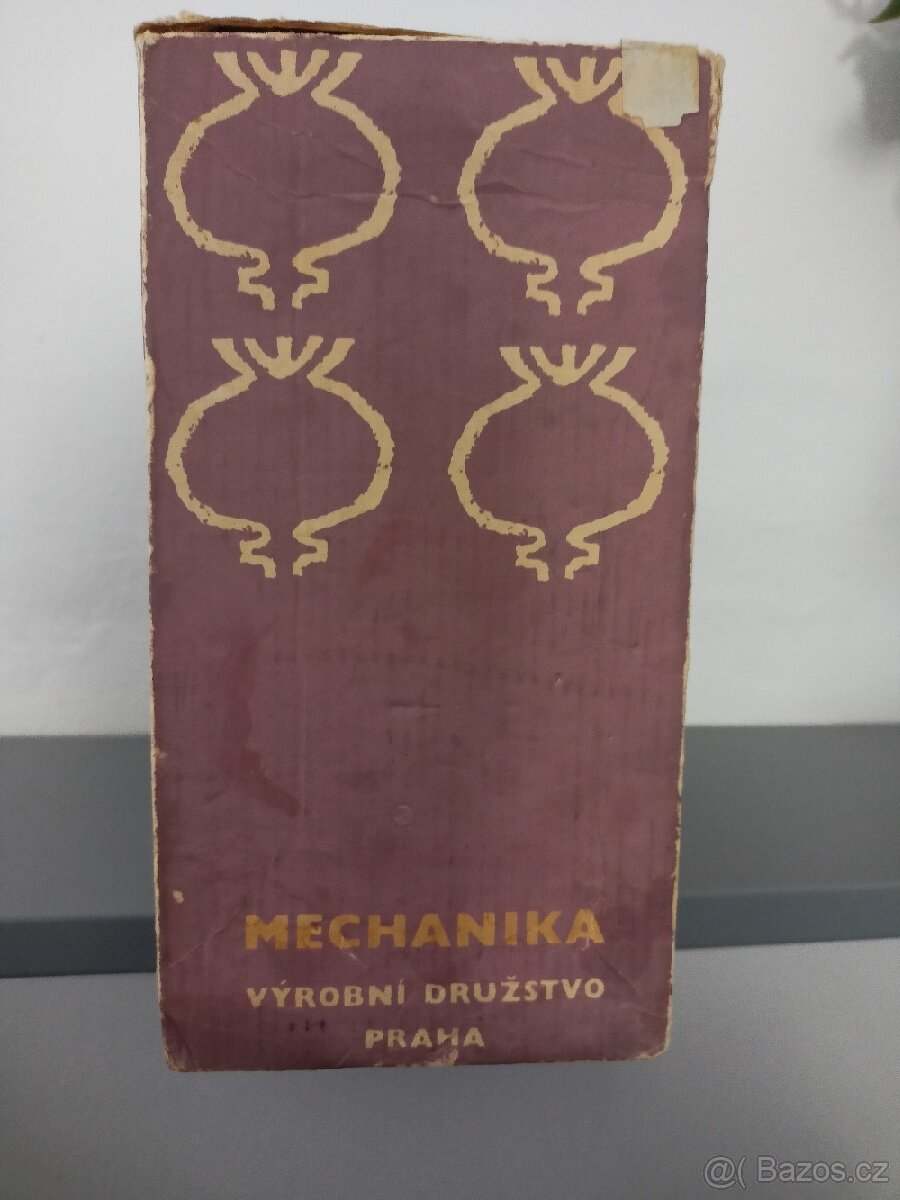 MECHANIKA
VÝROBNÍ DRUŽSTVO
PRAHA
@( Bazos.cz